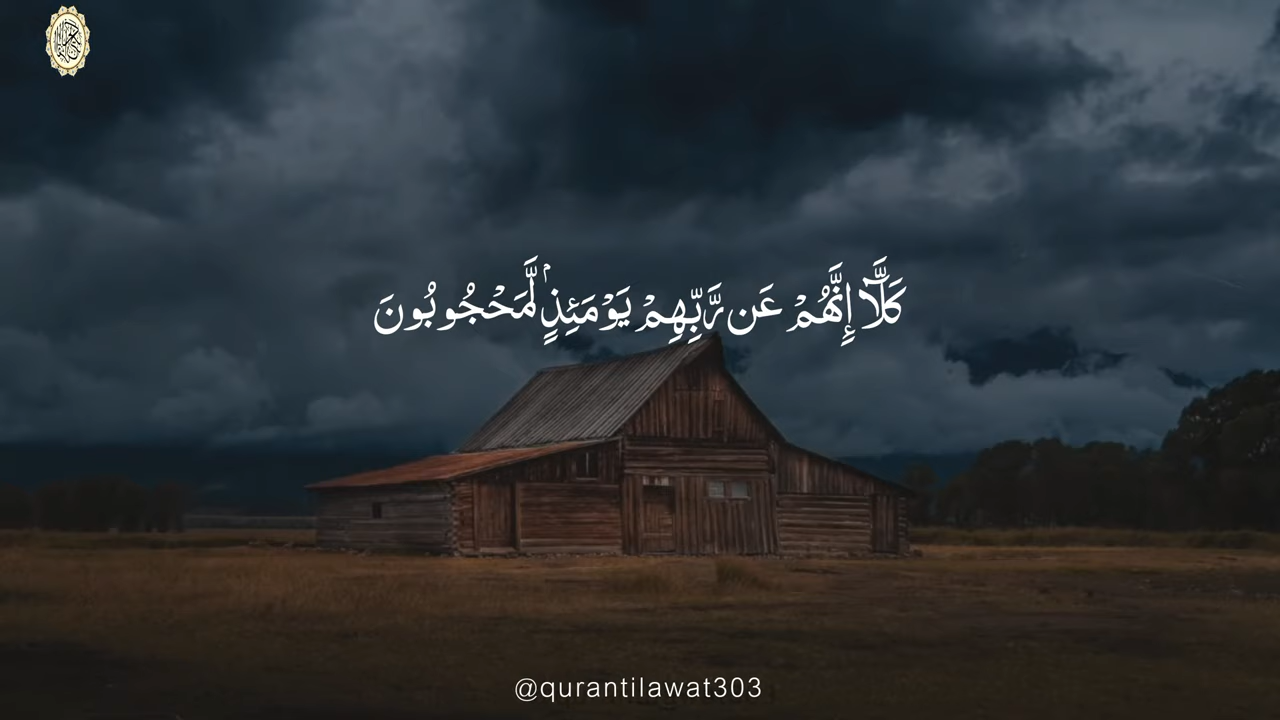 كَلَّآ إِنَّهُمْ عَن رَّبِّهِمْ يَوْمَئِذٍۢ لَّمَحْجُوبُونَ
@qurantilawat303